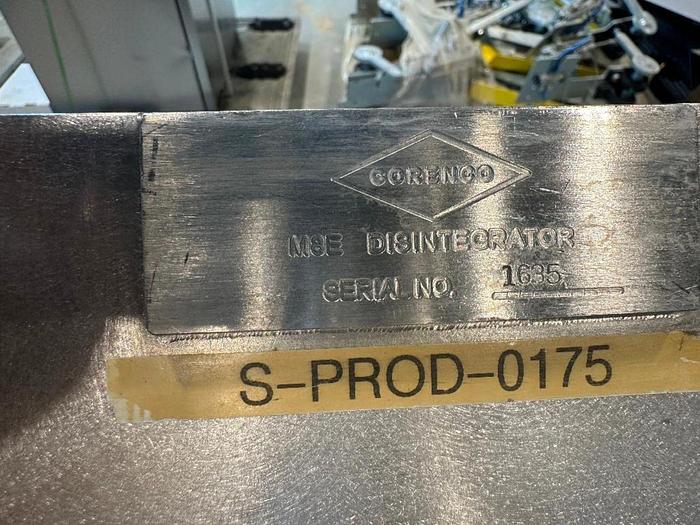 CORENCO
M8E DISINTEGRATOR
SERIAL NO. 1635
S-PROD-0175